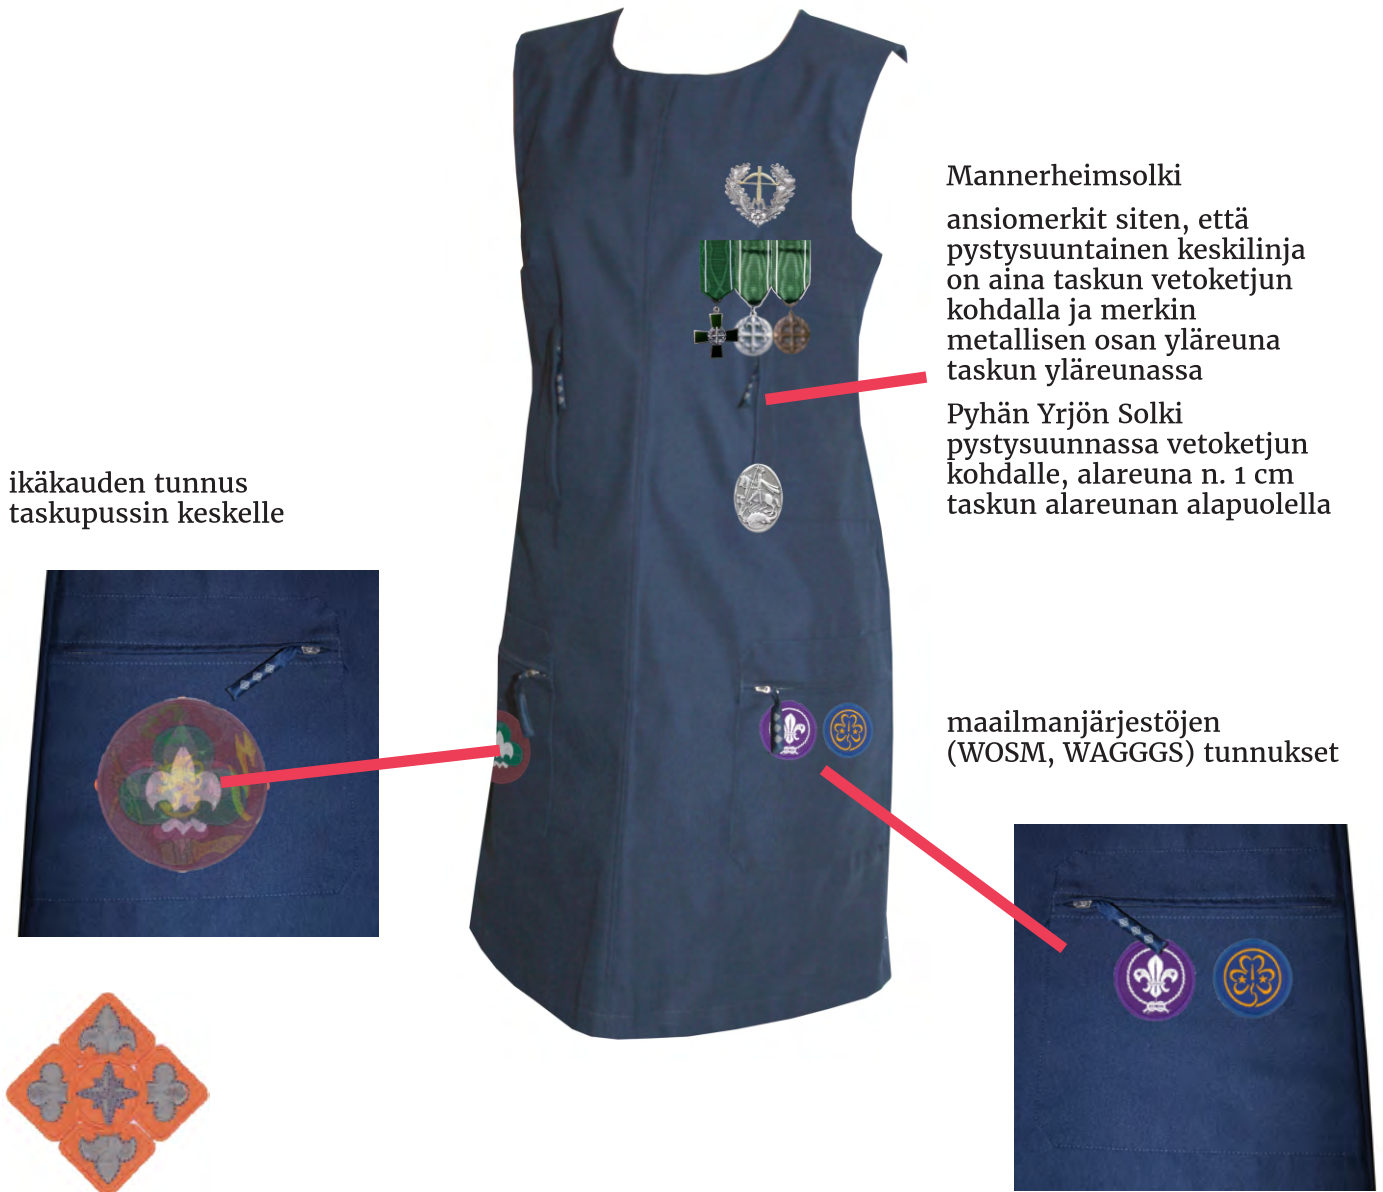 Mannerheimsolki
ansiomerkit siten, että
pystysuuntainen keskilinja
on aina taskun vetoketjun
kohdalla ja merkin
metallisen osan yläreuna
taskun yläreunassa
Pyhän Yrjön Solki
pystysuunnassa vetoketjun
kohdalle, alareuna n. 1 cm
taskun alareunan alapuolella
ikäkauden tunnus
taskupussin keskelle
maailmanjärjestöjen
(WOSM, WAGGGS) tunnukset